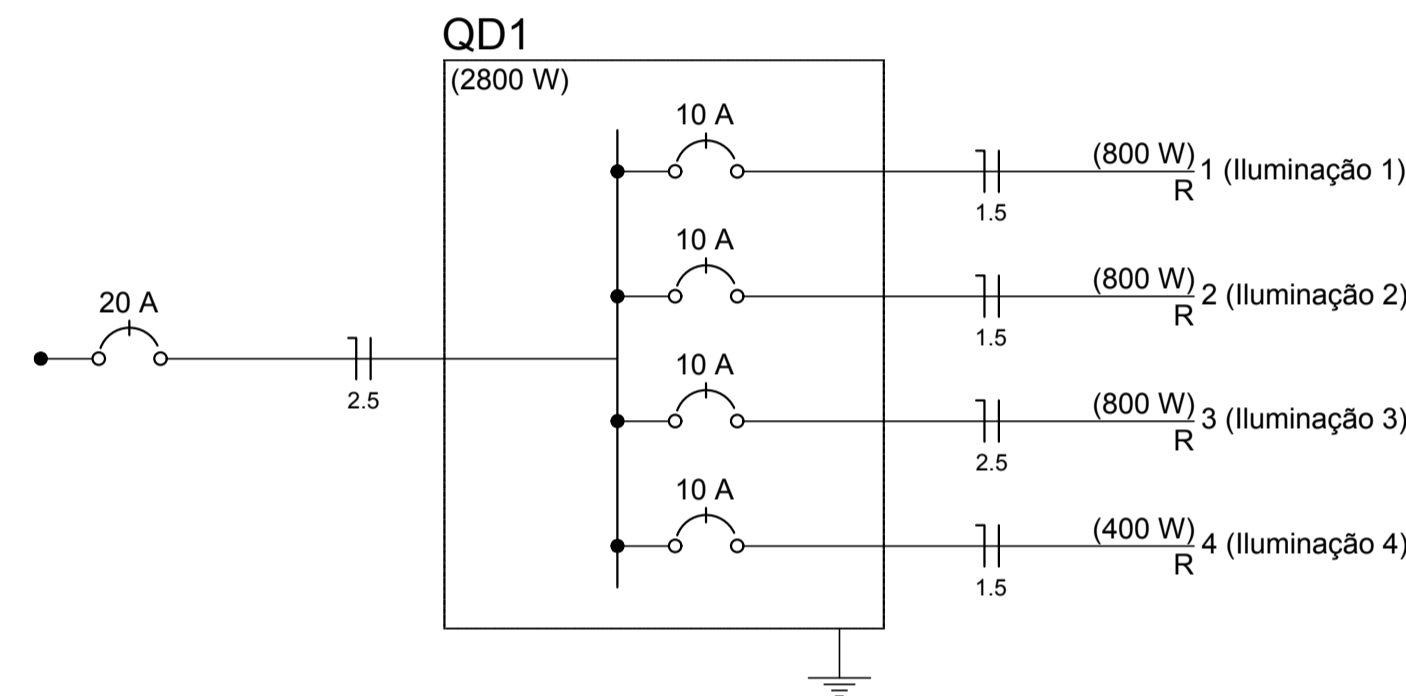 QD1
(2800 W)
10 A
(800 W) 1 (Iluminação 1)
R
1.5
10 A
(800 W) 2 (Iluminação 2)
R
1.5
20 A
2.5
10 A
(800 W) 3 (Iluminação 3)
R
2.5
10 A
(400 W) 4 (Iluminação 4)
R
1.5